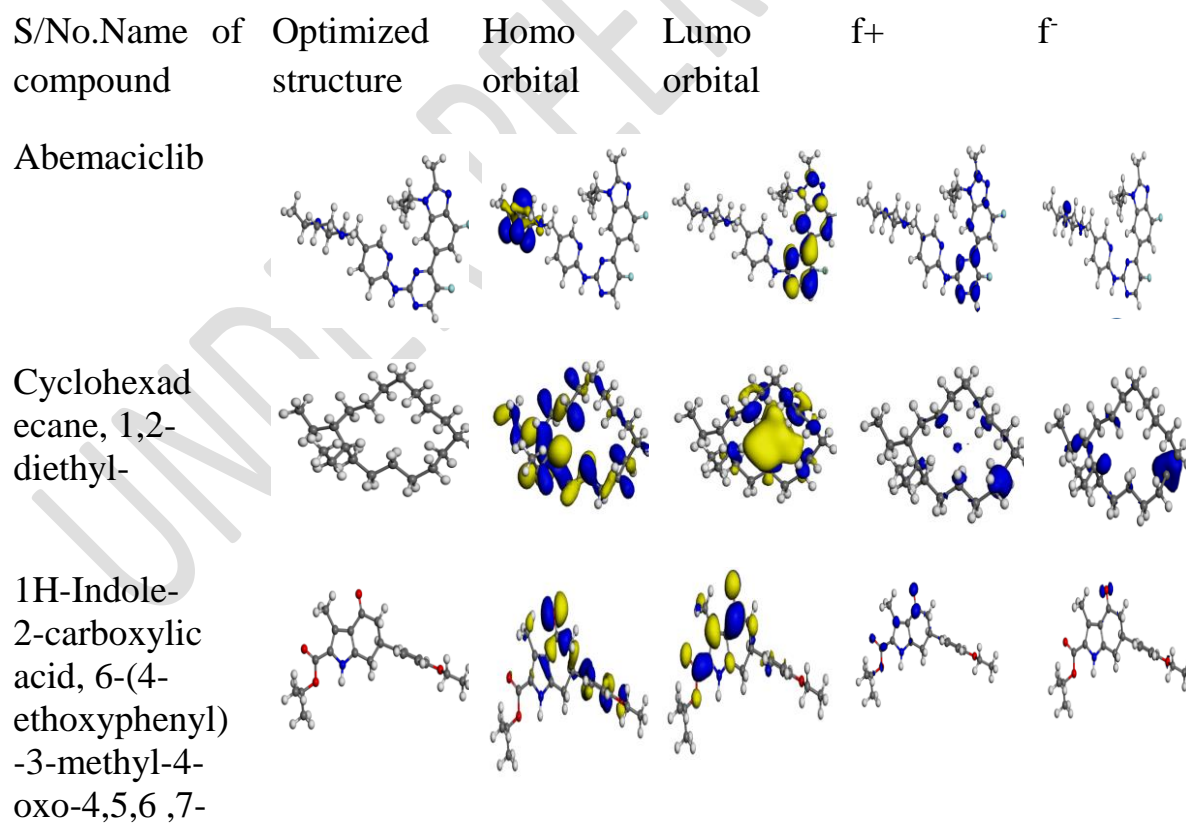 S/No.Name of compound Optimized structure Homo orbital Lumo orbital f+ f-
Abemaciclib
Cyclohexad
ecane, 1,2-
diethyl-
1H-Indole-
2-carboxylic
acid, 6-(4-
ethoxyphenyl)
-3-methyl-4-
oxo-4,5,6 ,7-